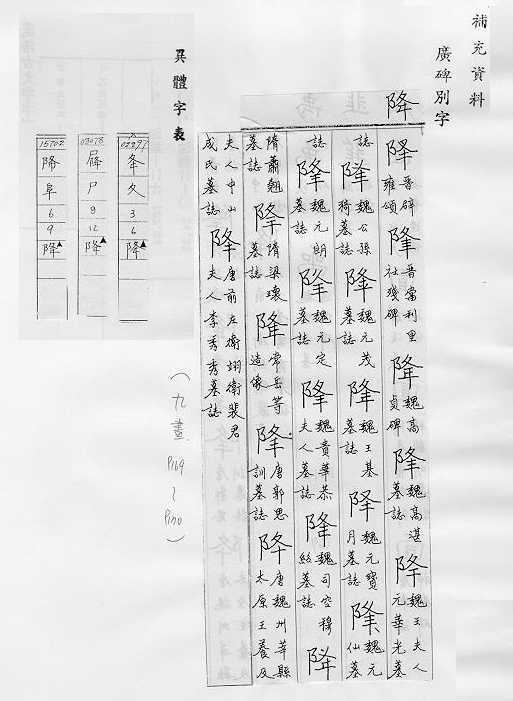 補充資料
廣碑別字
降
降晉辟雍頌降晉當利里社殘碑降魏高貞碑降魏高湛墓誌降魏王夫人元華光墓
誌降魏公孫猗墓誌降魏元茂墓誌降魏王基墓誌降魏元寶月墓誌降魏元仙墓
誌降魏元朗墓誌降魏元定墓誌降魏貴華恭夫人墓誌降魏司空穆紹墓誌降
隋蕭翹墓誌降隋梁瓌墓誌降常岳等造像降唐郭思訓墓誌降唐魏州莘縣太原王養及
夫人中山成氏墓誌降唐前左衛翊衛裴君夫人李秀秀墓誌
(九畫 P169~P170)
異體字表
02297 夅 夂 3 6 降▲
03078 屖 尸 9 12 降▲
15702 阜 6 9 降▲